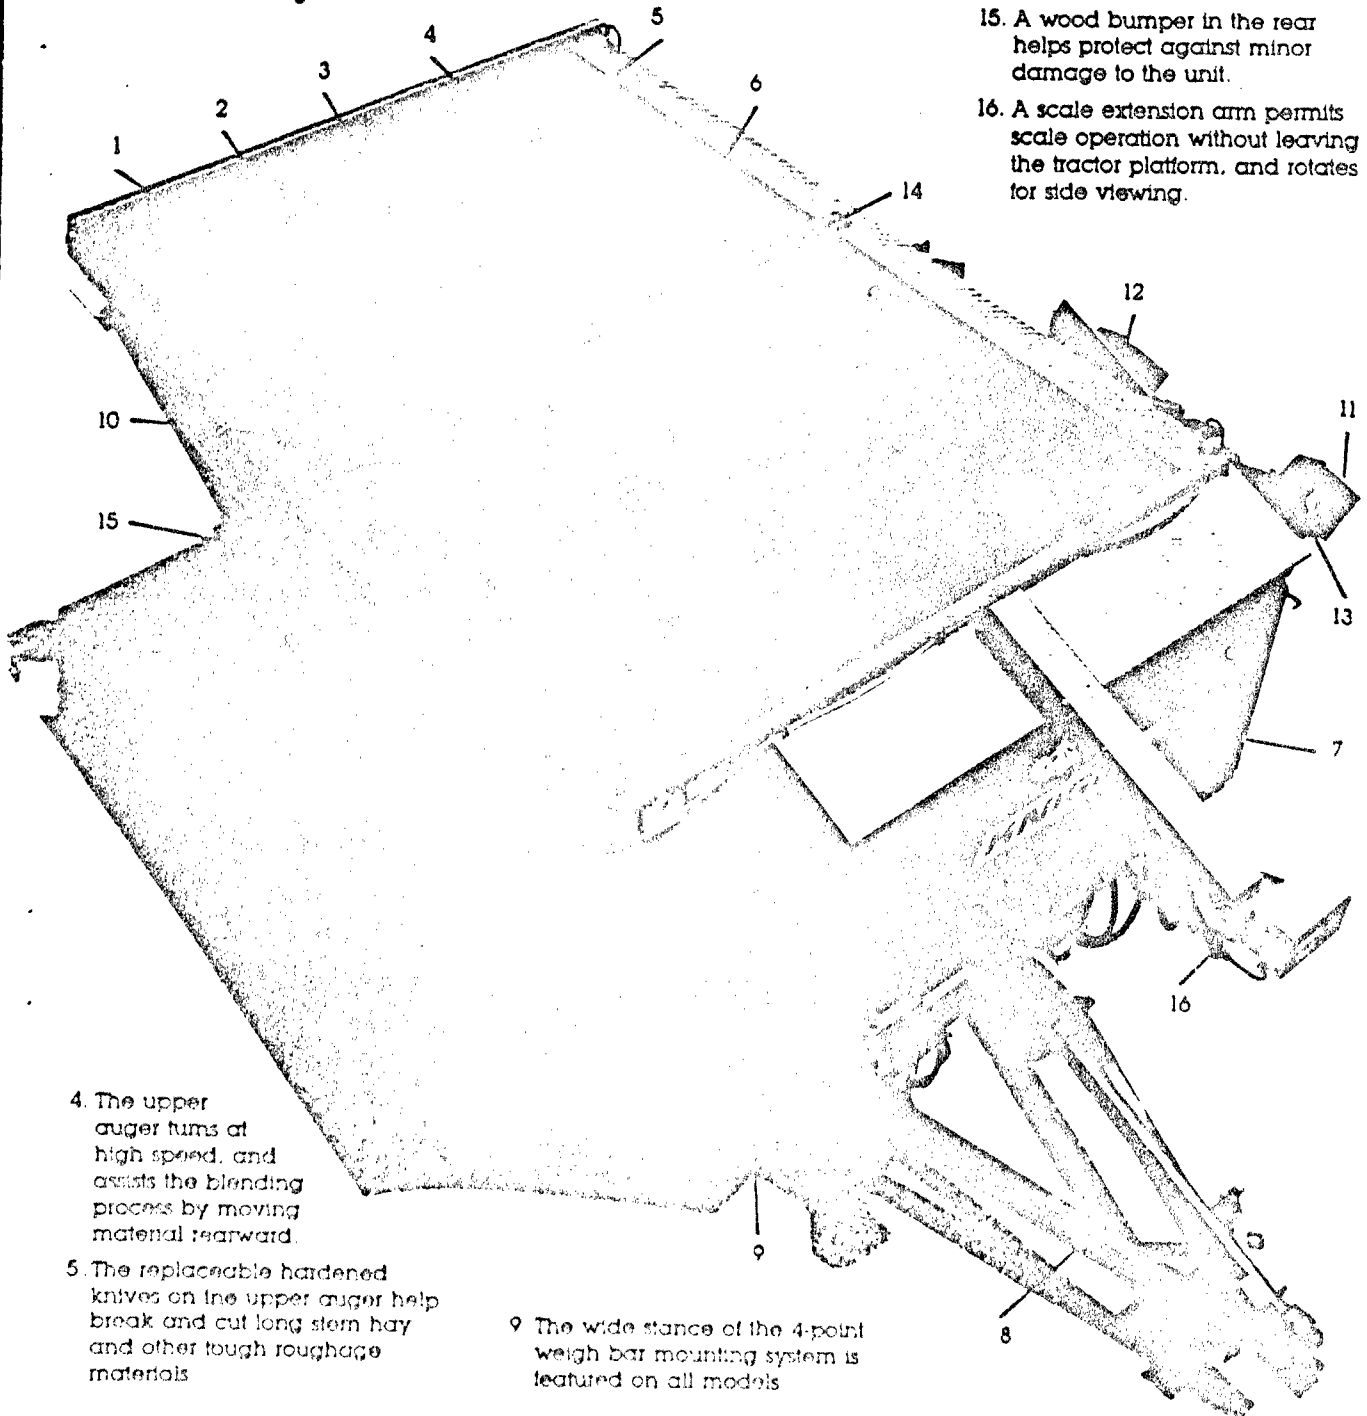 15. A wood bumper in the rear
helps protect against minor
damage to the unit.
16. A scale extension arm permits
scale operation without leaving
the tractor platform, and rotates
for side viewing.
5
4
3
2
1
6
14
12
11
10
15
13
7
16
4. The upper
auger turns at
high speed, and
assists the blending
process by moving
material rearward.
5. The replaceable hardened
knives on the upper auger help
break and cut long stem hay
and other tough roughage
materials
9
8
9 The wide stance of the 4-point
weigh bar mounting system is
featured on all models